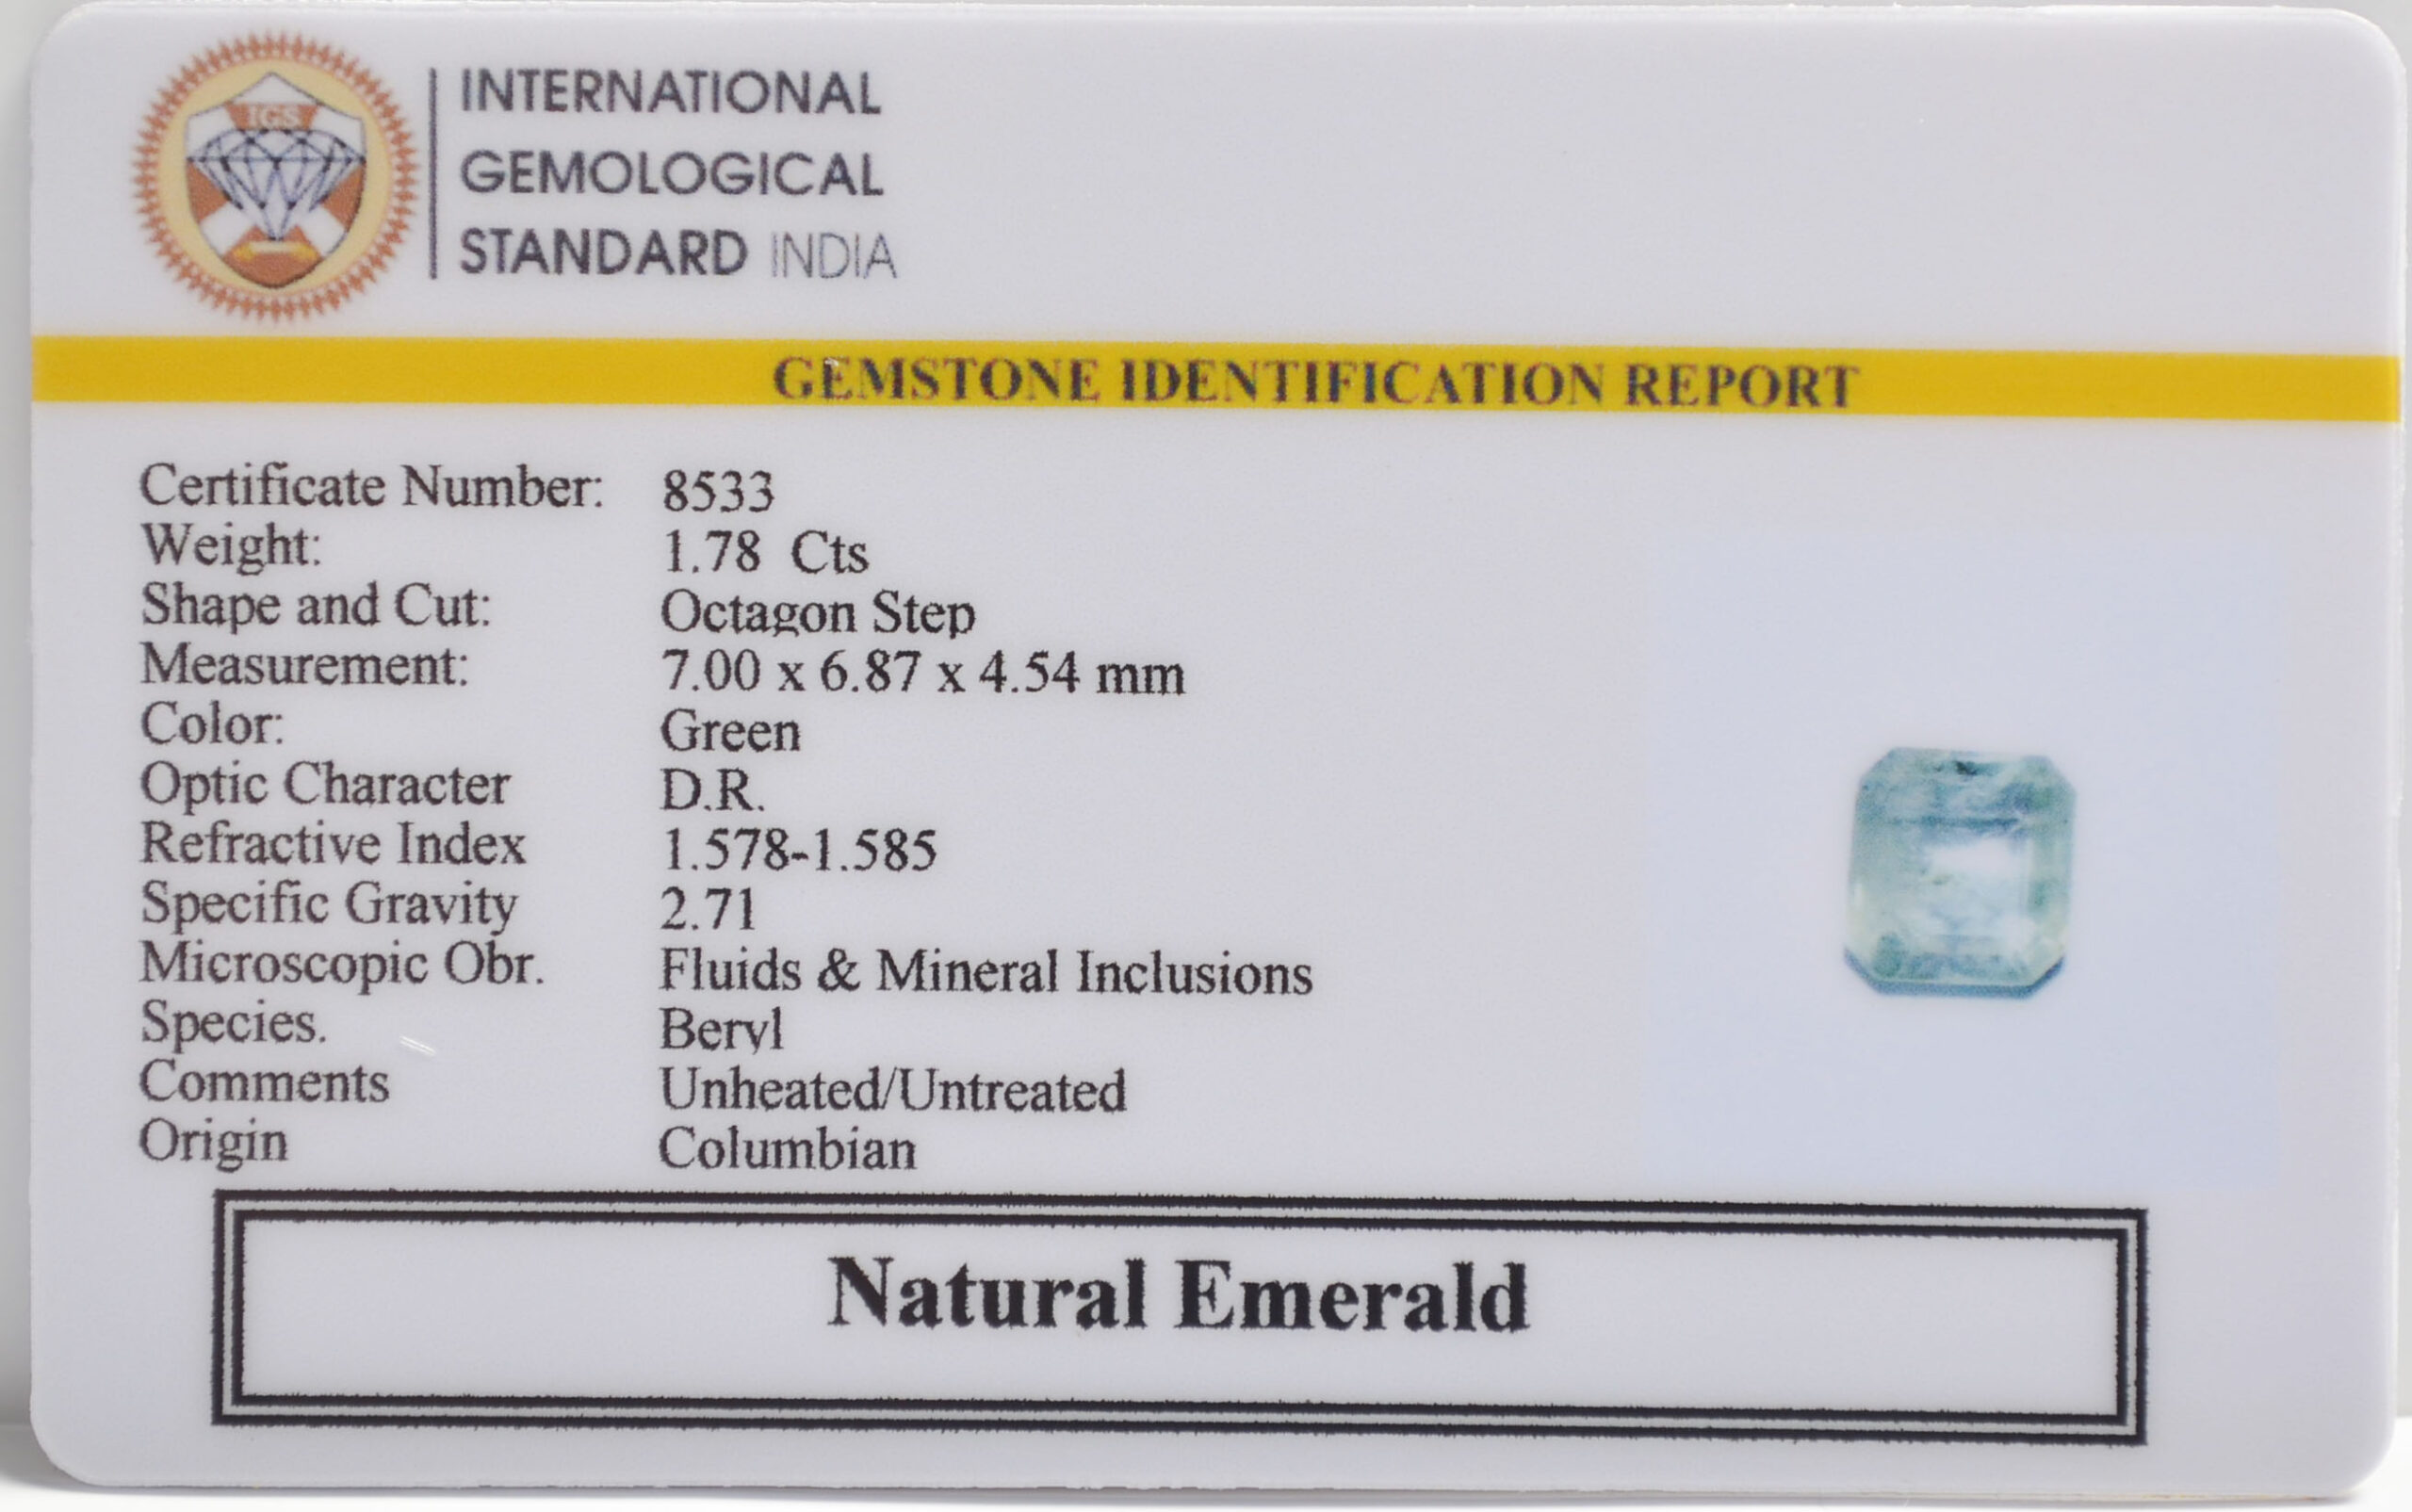 IGS
INTERNATIONAL
GEMOLOGICAL
STANDARD INDIA
GEMSTONE IDENTIFICATION REPORT
Certificate Number: 8533
Weight: 1.78 Cts
Shape and Cut: Octagon Step
Measurement: 7.00 x 6.87 x 4.54 mm
Color: Green
Optic Character D.R.
Refractive Index 1.578-1.585
Specific Gravity 2.71
Microscopic Obr. Fluids & Mineral Inclusions
Species. Beryl
Comments Unheated/Untreated
Origin Columbian
Natural Emerald